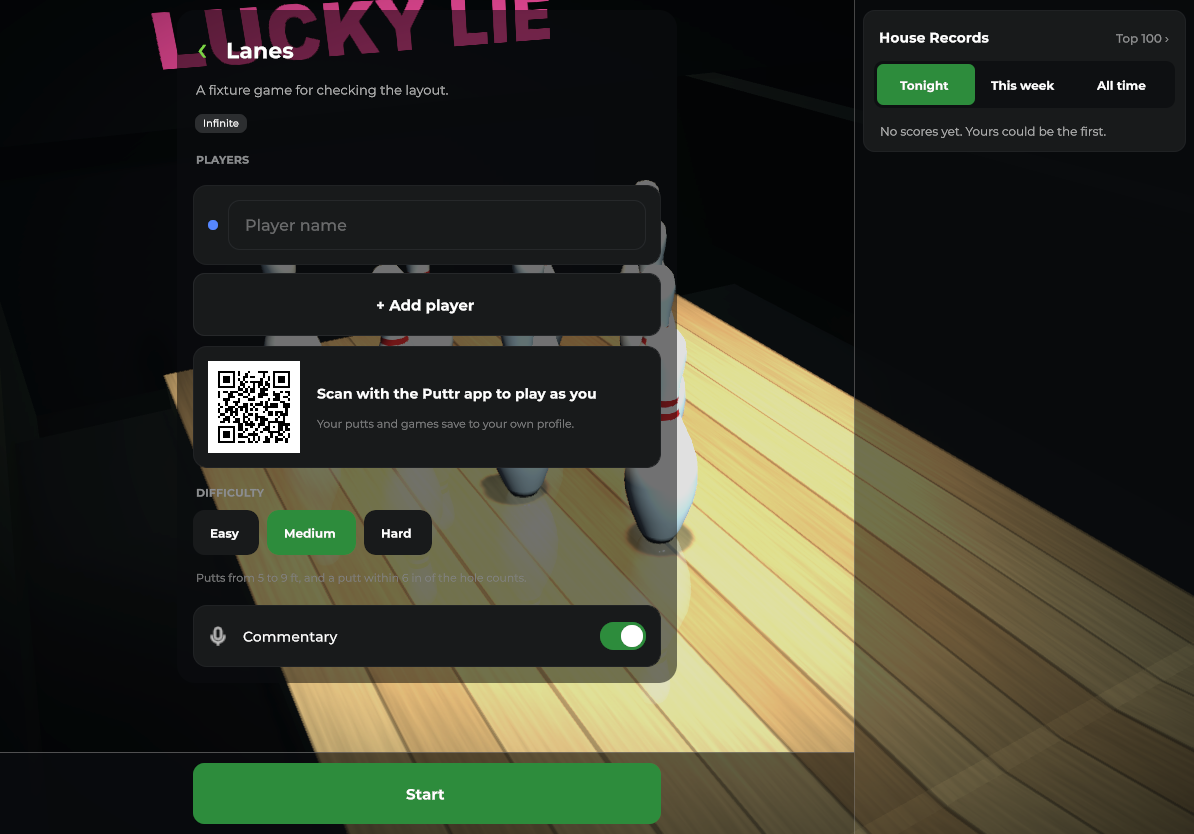 LUCKY LIE
Lanes
A fixture game for checking the layout.
Infinite
PLAYERS
Player name
+ Add player
Scan with the Puttr app to play as you
Your putts and games save to your own profile.
DIFFICULTY
Easy
Medium
Hard
Putts from 5 to 9 ft, and a putt within 6 in of the hole counts.
Commentary
Start
House Records
Top 100 ›
Tonight
This week
All time
No scores yet. Yours could be the first.